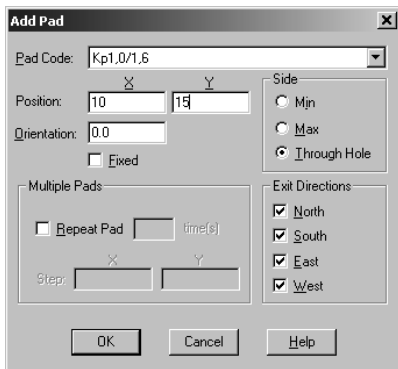 Add Pad
Pad Code: Kp1,0/1,6
X Y
Position: 10 15
Orientation: 0.0
Fixed
Side
Min
Max
Through Hole
Multiple Pads
Repeat Pad time[s]
X Y
Step:
Exit Directions
North
South
East
West
OK Cancel Help